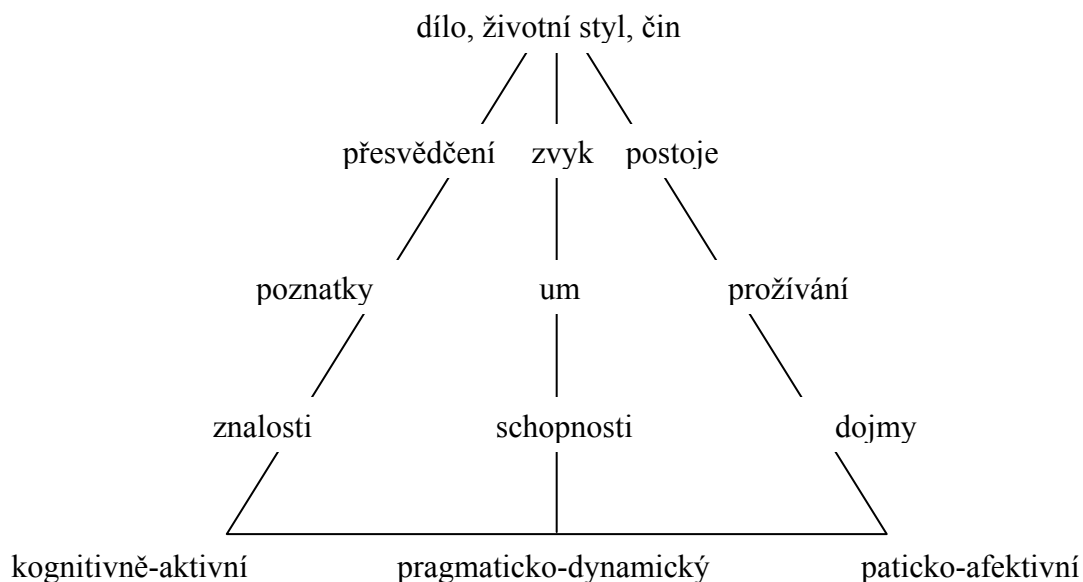 dílo, životní styl, čin
přesvědčení zvyk postoje
poznatky um prožívání
znalosti schopnosti dojmy
kognitivně-aktivní pragmaticko-dynamický paticko-afektivní